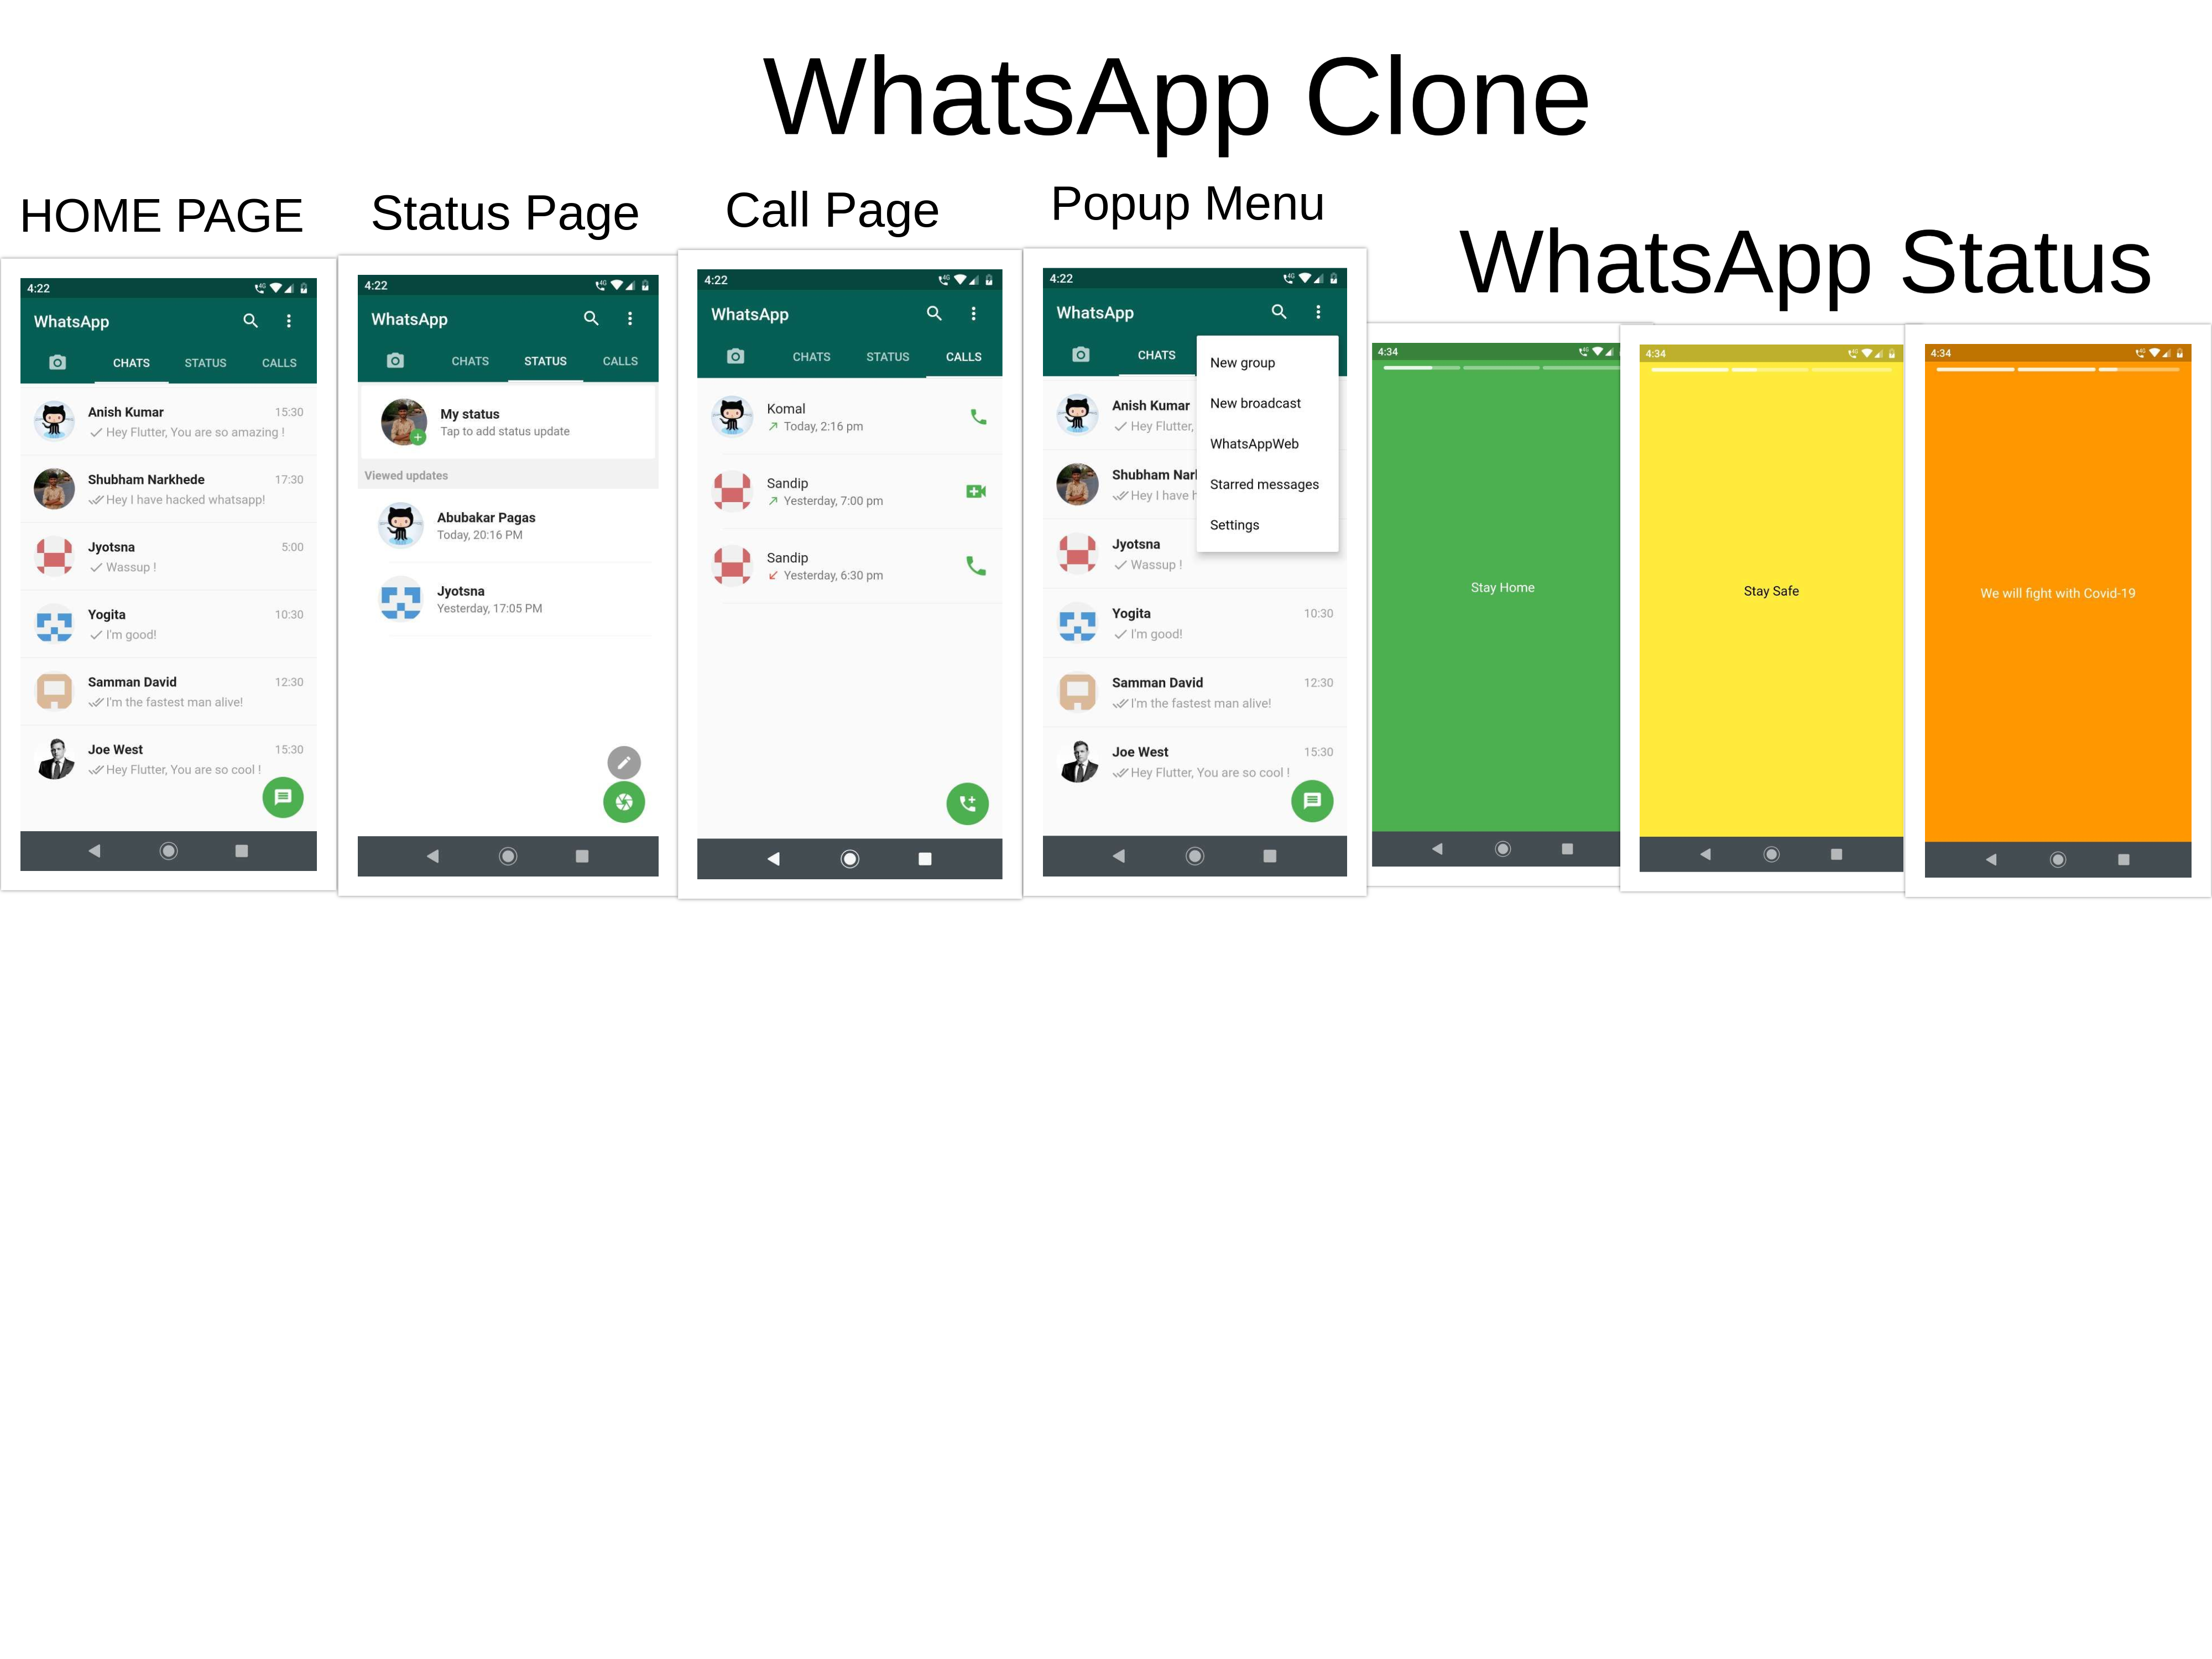 WhatsApp Clone
HOME PAGE
Status Page
Call Page
Popup Menu
WhatsApp Status
4:22
4G
WhatsApp
CHATS STATUS CALLS
Anish Kumar 15:30
Hey Flutter, You are so amazing !
Shubham Narkhede 17:30
Hey I have hacked whatsapp!
Jyotsna 5:00
Wassup !
Yogita 10:30
I'm good!
Samman David 12:30
I'm the fastest man alive!
Joe West 15:30
Hey Flutter, You are so cool !
4:22
4G
WhatsApp
CHATS STATUS CALLS
My status
Tap to add status update
Viewed updates
Abubakar Pagas
Today, 20:16 PM
Jyotsna
Yesterday, 17:05 PM
4:22
4G
WhatsApp
CHATS STATUS CALLS
Komal
Today, 2:16 pm
Sandip
Yesterday, 7:00 pm
Sandip
Yesterday, 6:30 pm
4:22
4G
WhatsApp
CHATS
New group
New broadcast
WhatsAppWeb
Starred messages
Settings
Anish Kumar
Hey Flutter,
Shubham Nar
Hey I have
Jyotsna
Wassup !
Yogita 10:30
I'm good!
Samman David 12:30
I'm the fastest man alive!
Joe West 15:30
Hey Flutter, You are so cool !
4:34
4G
Stay Home
4:34
4G
Stay Safe
4:34
4G
We will fight with Covid-19